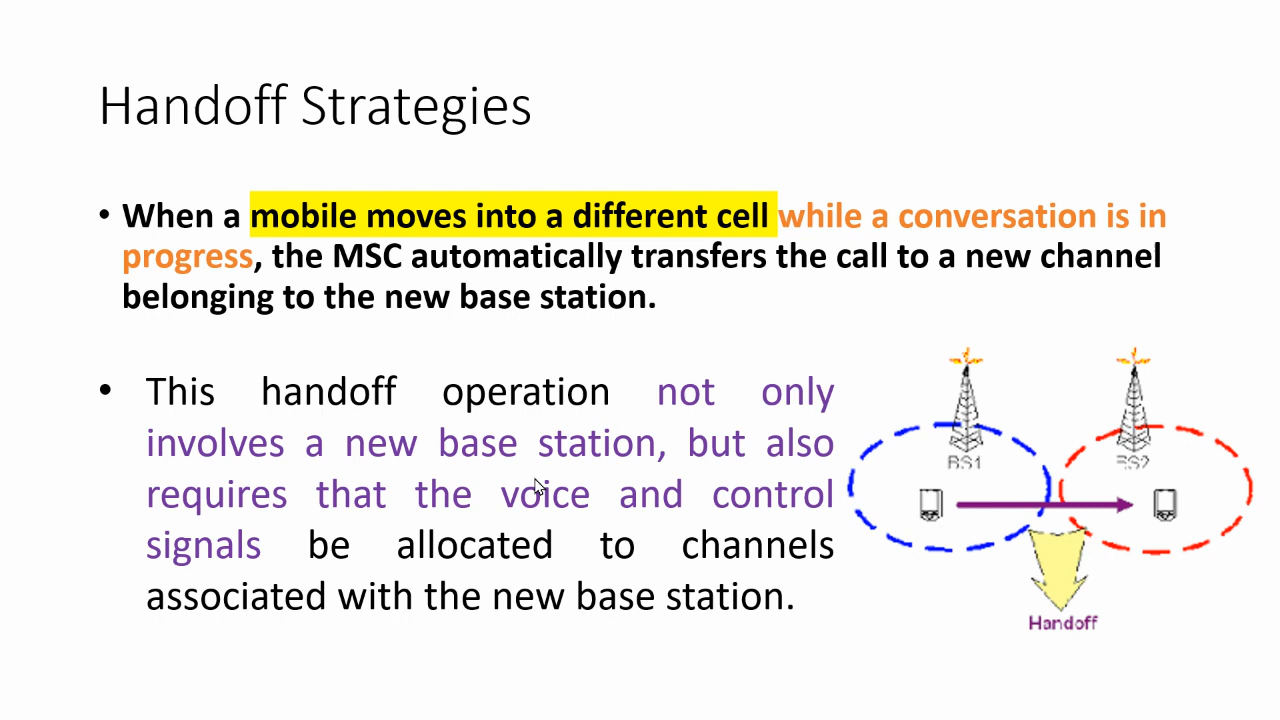 Handoff Strategies
• When a mobile moves into a different cell while a conversation is in
progress, the MSC automatically transfers the call to a new channel
belonging to the new base station.
• This handoff operation not only
involves a new base station, but also
requires that the voice and control
signals be allocated to channels
associated with the new base station.
BS1
BS2
Handoff